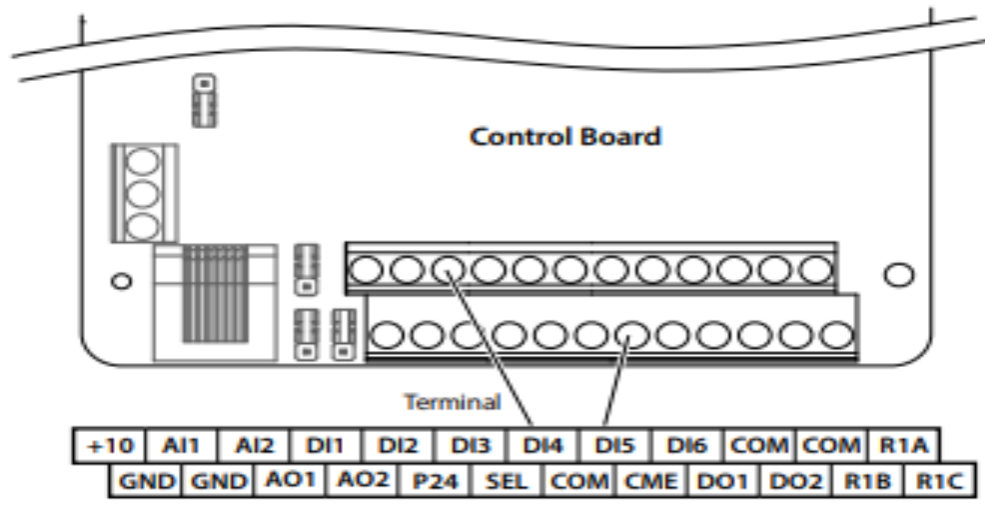 Control Board
Terminal
+10 AI1 AI2 DI1 DI2 DI3 DI4 DI5 DI6 COM COM R1A
GND GND AO1 AO2 P24 SEL COM CME DO1 DO2 R1B R1C